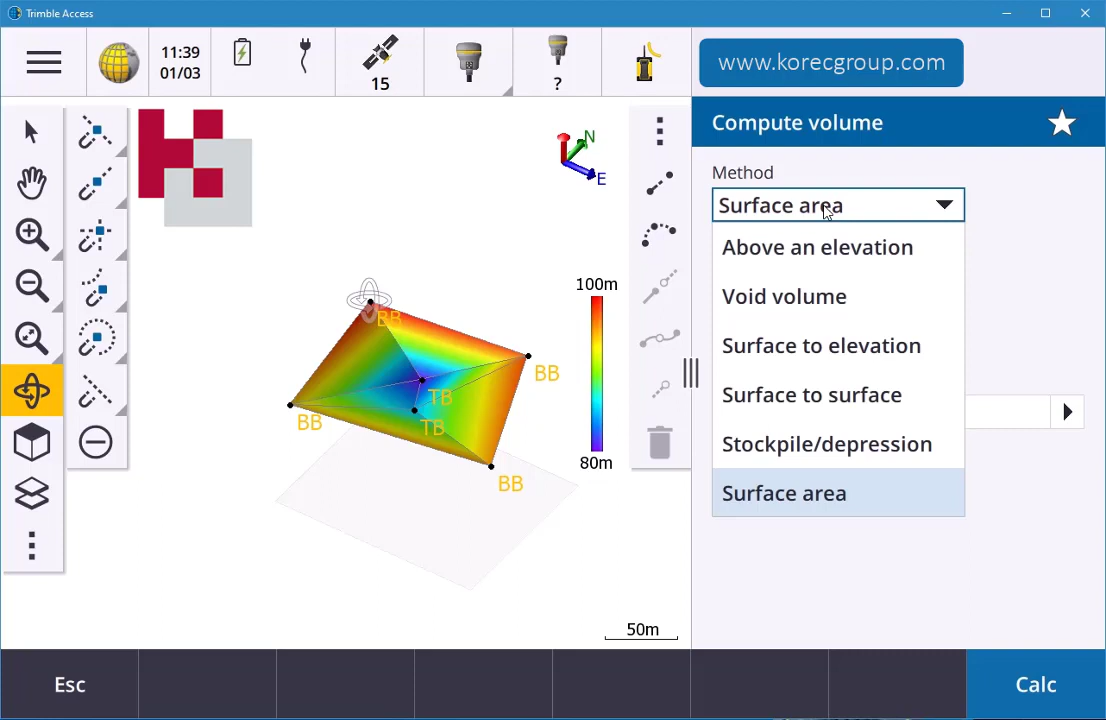 Trimble Access
11:39
01/03
15
?
www.korecgroup.com
Compute volume
Method
Surface area
Above an elevation
Void volume
Surface to elevation
Surface to surface
Stockpile/depression
Surface area
N
E
100m
80m
BB
BB
TB
BB
TB
BB
50m
Esc
Calc